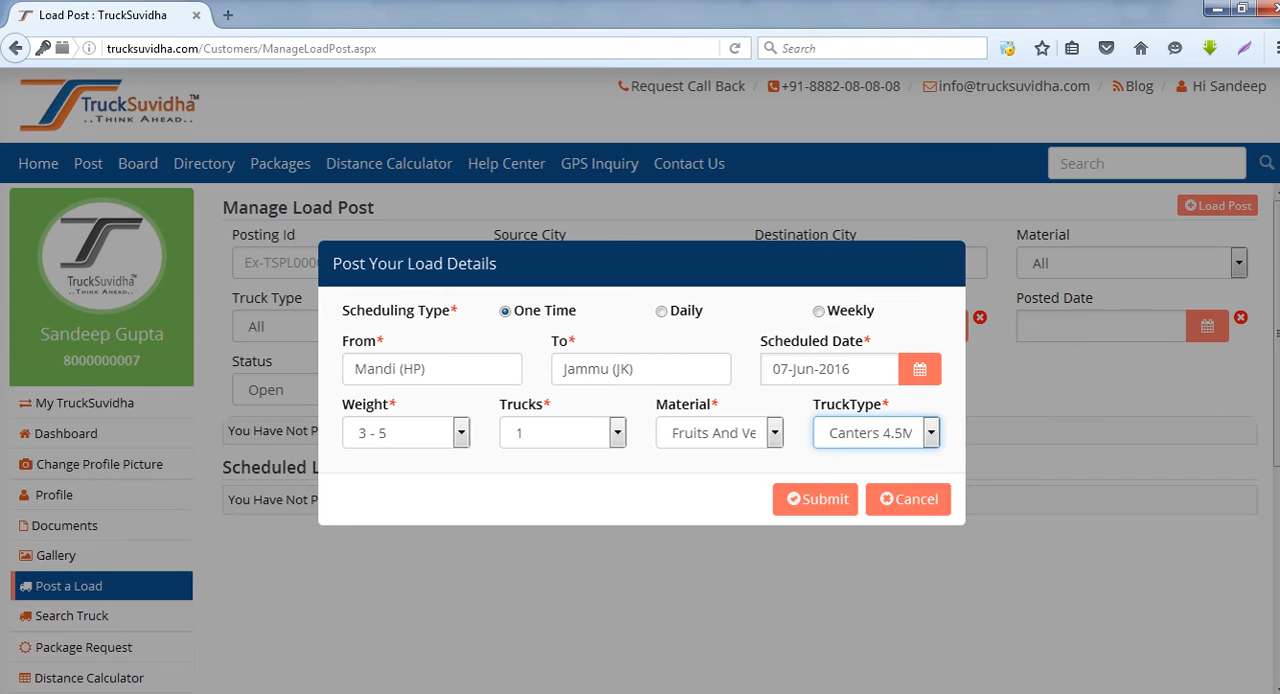 Load Post : TruckSuvidha
trucksuvidha.com/Customers/ManageLoadPost.aspx
Search
TruckSuvidha™
..THINK AHEAD..
Request Call Back / +91-8882-08-08-08 / info@trucksuvidha.com / Blog / Hi Sandeep
Home Post Board Directory Packages Distance Calculator Help Center GPS Inquiry Contact Us
Search
TruckSuvidha™
..THINK AHEAD..
Sandeep Gupta
8000000007
My TruckSuvidha
Dashboard
Change Profile Picture
Profile
Documents
Gallery
Post a Load
Search Truck
Package Request
Distance Calculator
Manage Load Post
Load Post
Posting Id Source City Destination City Material
Ex-TSPL000 All
Truck Type Posted Date
All
Status
Open
You Have Not P
Scheduled L
You Have Not P
Post Your Load Details
Scheduling Type* One Time Daily Weekly
From* To* Scheduled Date*
Mandi (HP) Jammu (JK) 07-Jun-2016
Weight* Trucks* Material* TruckType*
3 - 5 1 Fruits And Ve Canters 4.5M
Submit Cancel